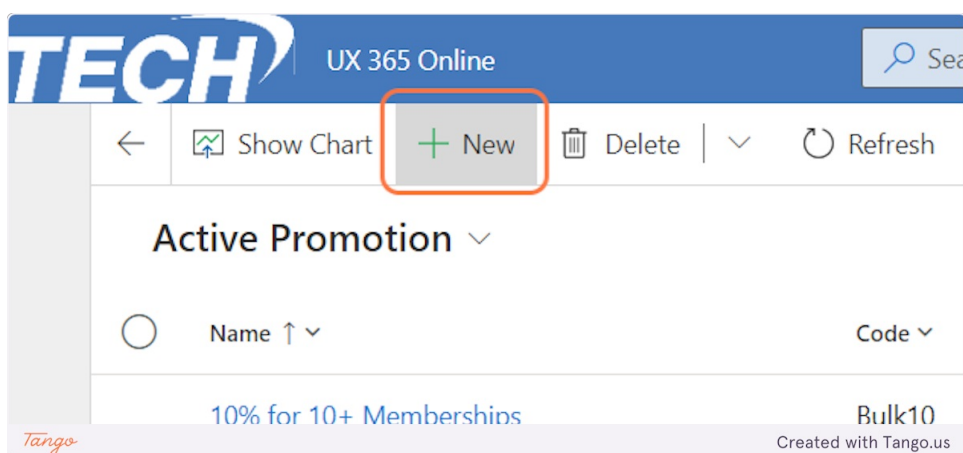 TECH UX 365 Online Sea
Show Chart New Delete Refresh
Active Promotion
Name Code
10% for 10+ Memberships Bulk10
Tango Created with Tango.us